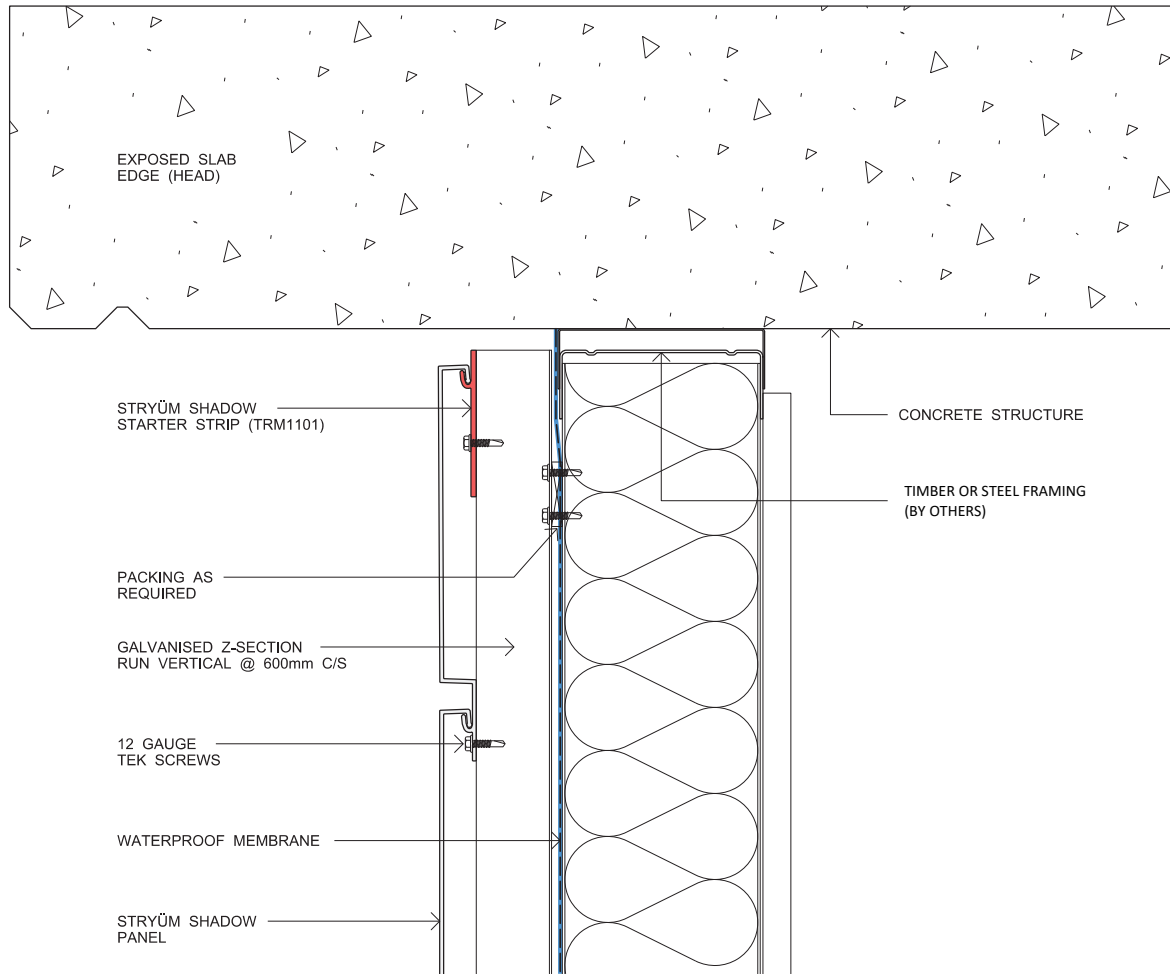 EXPOSED SLAB
EDGE (HEAD)
STRYÜM SHADOW
STARTER STRIP (TRM1101)
CONCRETE STRUCTURE
TIMBER OR STEEL FRAMING
(BY OTHERS)
PACKING AS
REQUIRED
GALVANISED Z-SECTION
RUN VERTICAL @ 600mm C/S
12 GAUGE
TEK SCREWS
WATERPROOF MEMBRANE
STRYÜM SHADOW
PANEL